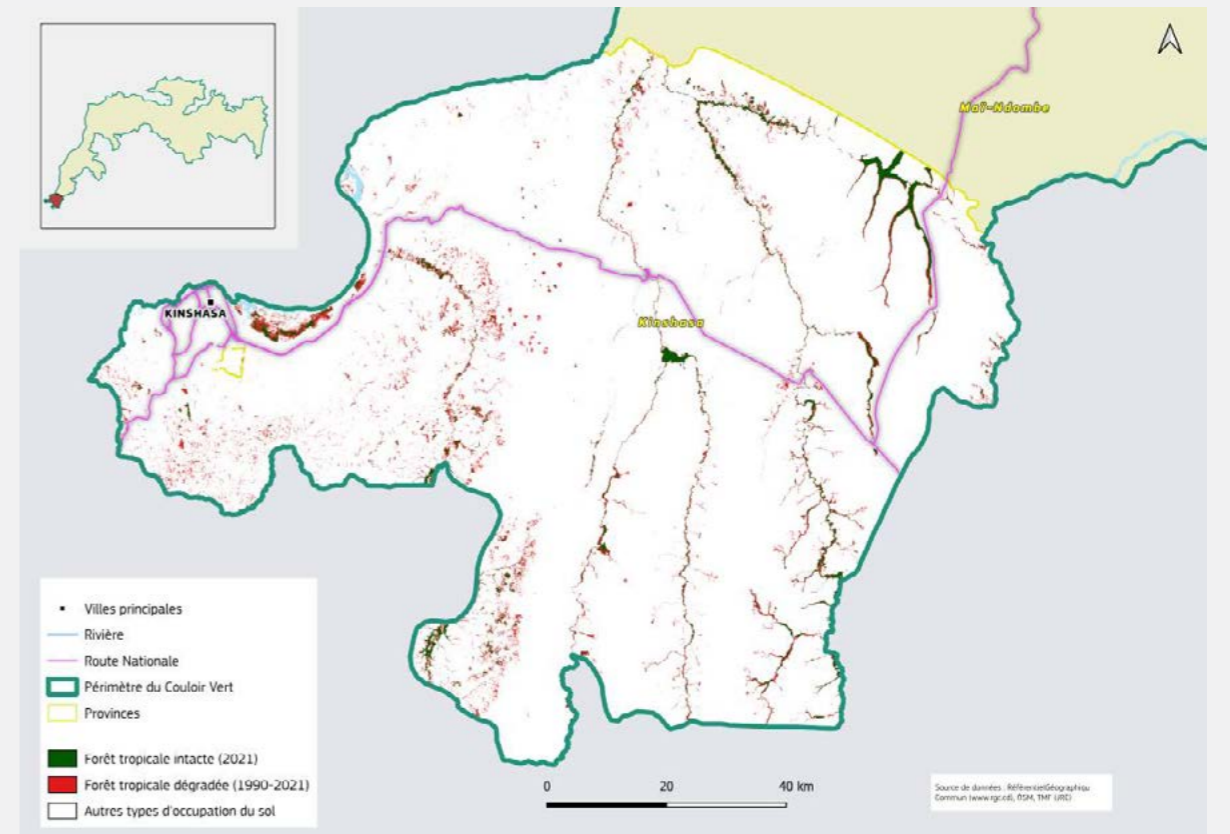 Maï-Ndombe
KINSHASA
Kinshasa
Villes principales
Rivière
Route Nationale
Périmètre du Couloir Vert
Provinces
Forêt tropicale intacte (2021)
Forêt tropicale dégradée (1990-2021)
Autres types d'occupation du sol
0 20 40 km
Source de données : RéférentielGéographiqu
Commun (www.rgc.cd), OSM, TMF (JRC)